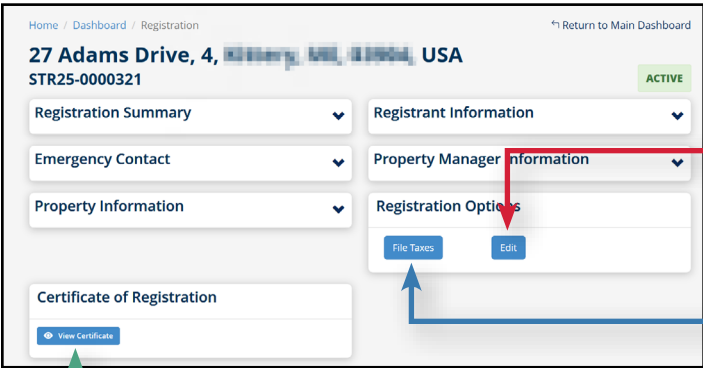 Home / Dashboard / Registration
↰ Return to Main Dashboard
27 Adams Drive, 4, USA
STR25-0000321
ACTIVE
Registration Summary
Registrant Information
Emergency Contact
Property Manager Information
Property Information
Registration Options
File Taxes
Edit
Certificate of Registration
View Certificate